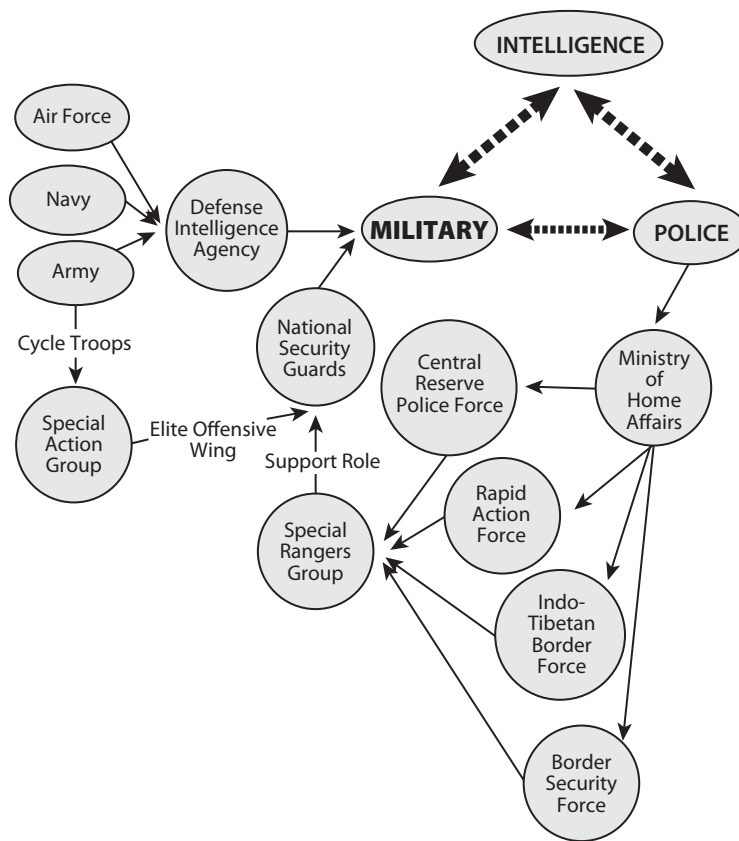 INTELLIGENCE
Air Force
Navy
Defense
Intelligence
Agency
MILITARY
POLICE
Army
Cycle Troops
National
Security
Guards
Central
Reserve
Police Force
Ministry
of
Home
Affairs
Special
Action
Group
Elite Offensive
Wing
Support Role
Rapid
Action
Force
Special
Rangers
Group
Indo-
Tibetan
Border
Force
Border
Security
Force